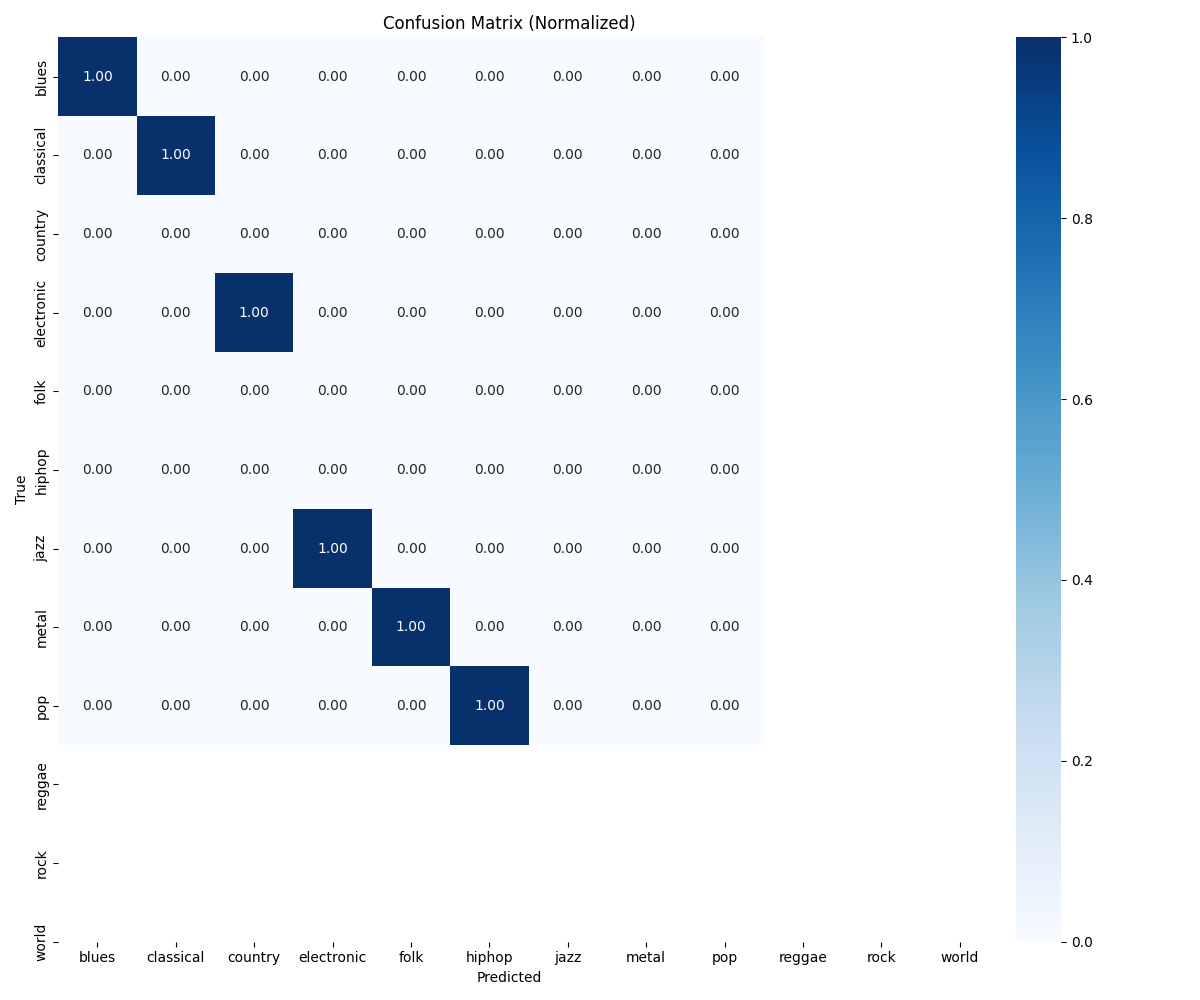 Confusion Matrix (Normalized)
blues 1.00 0.00 0.00 0.00 0.00 0.00 0.00 0.00 0.00
classical 0.00 1.00 0.00 0.00 0.00 0.00 0.00 0.00 0.00
country 0.00 0.00 0.00 0.00 0.00 0.00 0.00 0.00 0.00
electronic 0.00 0.00 1.00 0.00 0.00 0.00 0.00 0.00 0.00
folk 0.00 0.00 0.00 0.00 0.00 0.00 0.00 0.00 0.00
hiphop 0.00 0.00 0.00 0.00 0.00 0.00 0.00 0.00 0.00
jazz 0.00 0.00 0.00 1.00 0.00 0.00 0.00 0.00 0.00
metal 0.00 0.00 0.00 0.00 1.00 0.00 0.00 0.00 0.00
pop 0.00 0.00 0.00 0.00 0.00 1.00 0.00 0.00 0.00
reggae
rock
world
True
blues classical country electronic folk hiphop jazz metal pop reggae rock world
Predicted
1.0
0.8
0.6
0.4
0.2
0.0